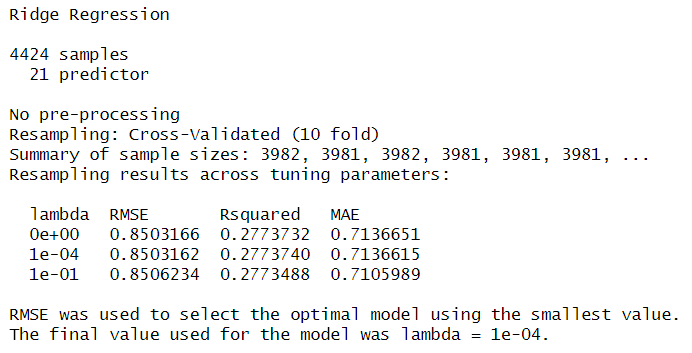 Ridge Regression
4424 samples
21 predictor
No pre-processing
Resampling: Cross-Validated (10 fold)
Summary of sample sizes: 3982, 3981, 3982, 3981, 3981, 3981, ...
Resampling results across tuning parameters:
lambda RMSE Rsquared MAE
0e+00 0.8503166 0.2773732 0.7136651
1e-04 0.8503162 0.2773740 0.7136615
1e-01 0.8506234 0.2773488 0.7105989
RMSE was used to select the optimal model using the smallest value.
The final value used for the model was lambda = 1e-04.